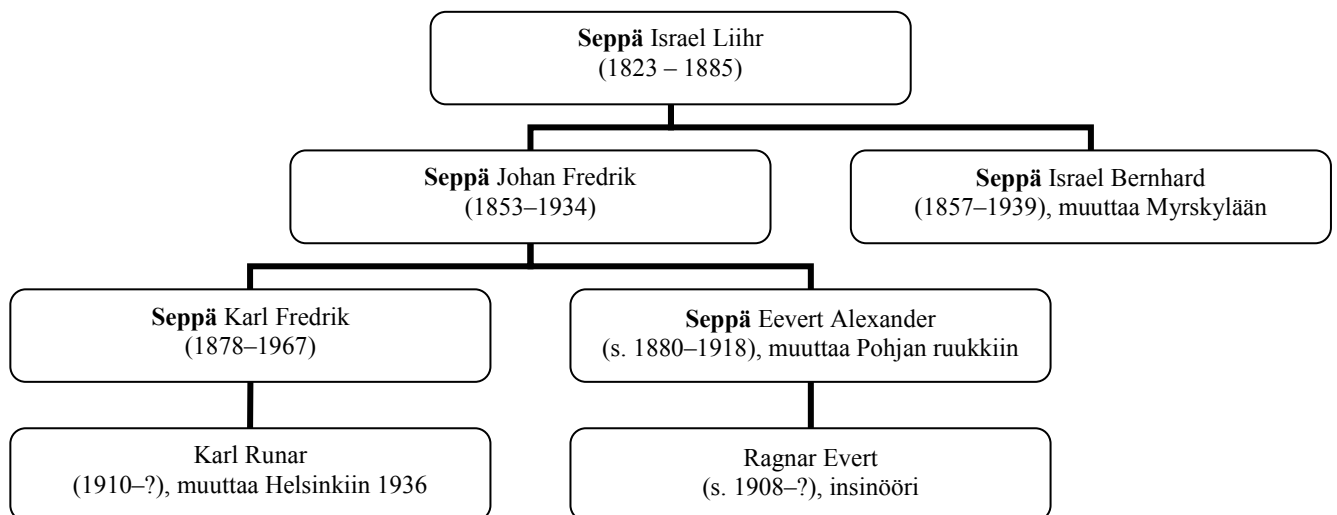 Seppä Israel Liihr
(1823 – 1885)
Seppä Johan Fredrik
(1853–1934)
Seppä Israel Bernhard
(1857–1939), muuttaa Myrskylään
Seppä Karl Fredrik
(1878–1967)
Seppä Eevert Alexander
(s. 1880–1918), muuttaa Pohjan ruukkiin
Karl Runar
(1910–?), muuttaa Helsinkiin 1936
Ragnar Evert
(s. 1908–?), insinööri